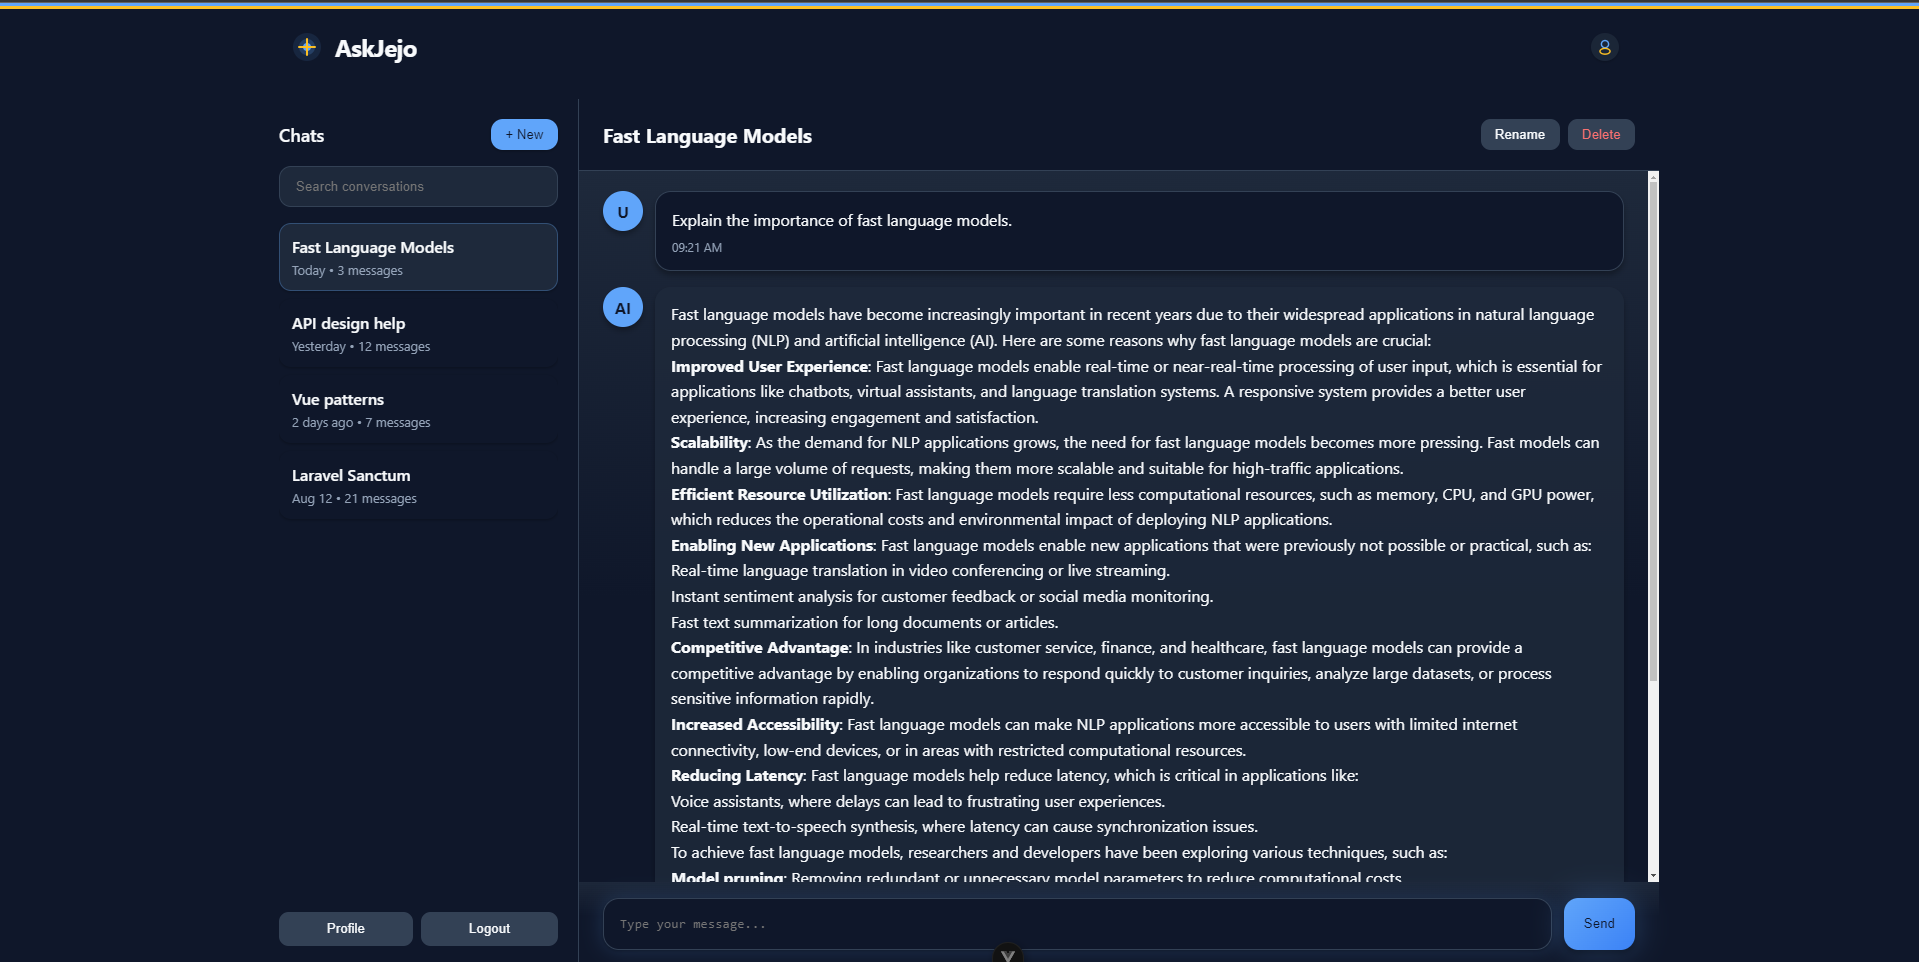 AskJejo
Chats
+ New
Search conversations
Fast Language Models
Today • 3 messages
API design help
Yesterday • 12 messages
Vue patterns
2 days ago • 7 messages
Laravel Sanctum
Aug 12 • 21 messages
Profile
Logout
Fast Language Models
Rename
Delete
U
Explain the importance of fast language models.
09:21 AM
AI
Fast language models have become increasingly important in recent years due to their widespread applications in natural language
processing (NLP) and artificial intelligence (AI). Here are some reasons why fast language models are crucial:
Improved User Experience: Fast language models enable real-time or near-real-time processing of user input, which is essential for
applications like chatbots, virtual assistants, and language translation systems. A responsive system provides a better user
experience, increasing engagement and satisfaction.
Scalability: As the demand for NLP applications grows, the need for fast language models becomes more pressing. Fast models can
handle a large volume of requests, making them more scalable and suitable for high-traffic applications.
Efficient Resource Utilization: Fast language models require less computational resources, such as memory, CPU, and GPU power,
which reduces the operational costs and environmental impact of deploying NLP applications.
Enabling New Applications: Fast language models enable new applications that were previously not possible or practical, such as:
Real-time language translation in video conferencing or live streaming.
Instant sentiment analysis for customer feedback or social media monitoring.
Fast text summarization for long documents or articles.
Competitive Advantage: In industries like customer service, finance, and healthcare, fast language models can provide a
competitive advantage by enabling organizations to respond quickly to customer inquiries, analyze large datasets, or process
sensitive information rapidly.
Increased Accessibility: Fast language models can make NLP applications more accessible to users with limited internet
connectivity, low-end devices, or in areas with restricted computational resources.
Reducing Latency: Fast language models help reduce latency, which is critical in applications like:
Voice assistants, where delays can lead to frustrating user experiences.
Real-time text-to-speech synthesis, where latency can cause synchronization issues.
To achieve fast language models, researchers and developers have been exploring various techniques, such as:
Model pruning: Removing redundant or unnecessary model parameters to reduce computational costs
Type your message...
Send